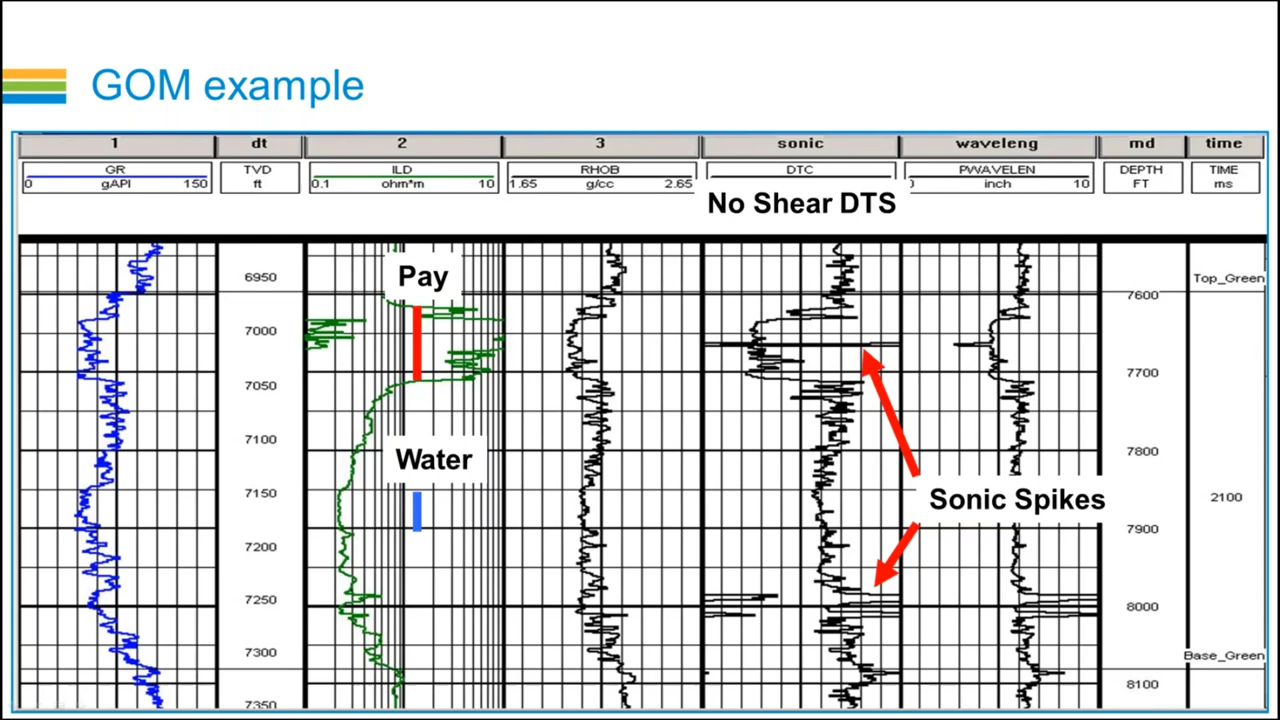 GOM example
1 dt 2 3 sonic waveleng md time
GR TVD ILD RHOB DTC PWAVELEN DEPTH TIME
0 gAPI 150 ft 0.1 ohm*m 10 1.65 g/cc 2.65 inch 10 FT ms
No Shear DTS
Pay
6950
Top_Green
7600
7000
7050
7700
7100
Water
7800
7150
Sonic Spikes
2100
7900
7200
7250
8000
7300
Base_Green
8100
7350